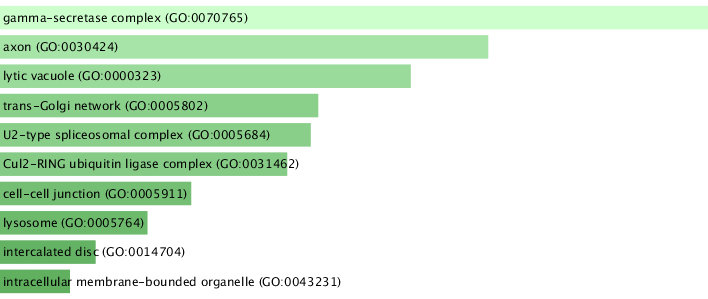 gamma-secretase complex (GO:0070765)
axon (GO:0030424)
lytic vacuole (GO:0000323)
trans-Golgi network (GO:0005802)
U2-type spliceosomal complex (GO:0005684)
Cul2-RING ubiquitin ligase complex (GO:0031462)
cell-cell junction (GO:0005911)
lysosome (GO:0005764)
intercalated disc (GO:0014704)
intracellular membrane-bounded organelle (GO:0043231)